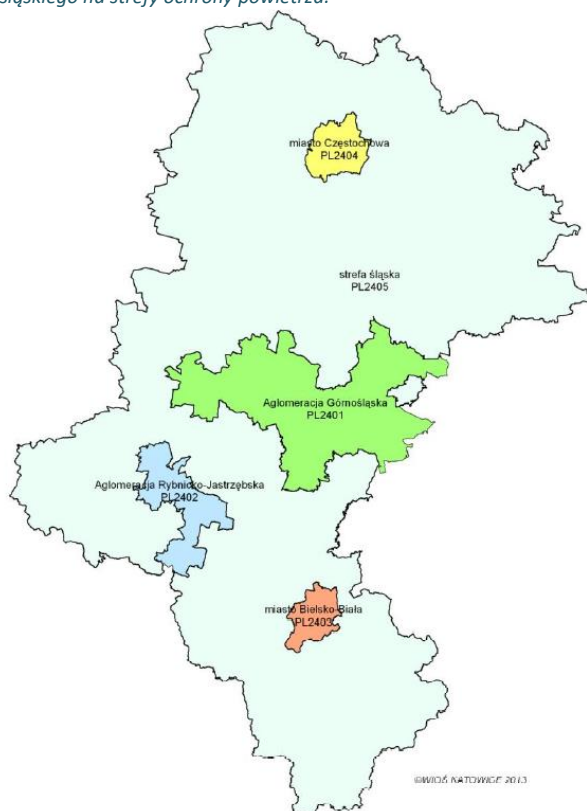 śląskiego na strefy ochrony powietrza.
miasto Częstochowa
PL2404
strefa śląska
PL2405
Aglomeracja Górnośląska
PL2401
Aglomeracja Rybnicko-Jastrzębska
PL2402
miasto Bielsko-Biała
PL2403
©WIOŚ KATOWICE 2013